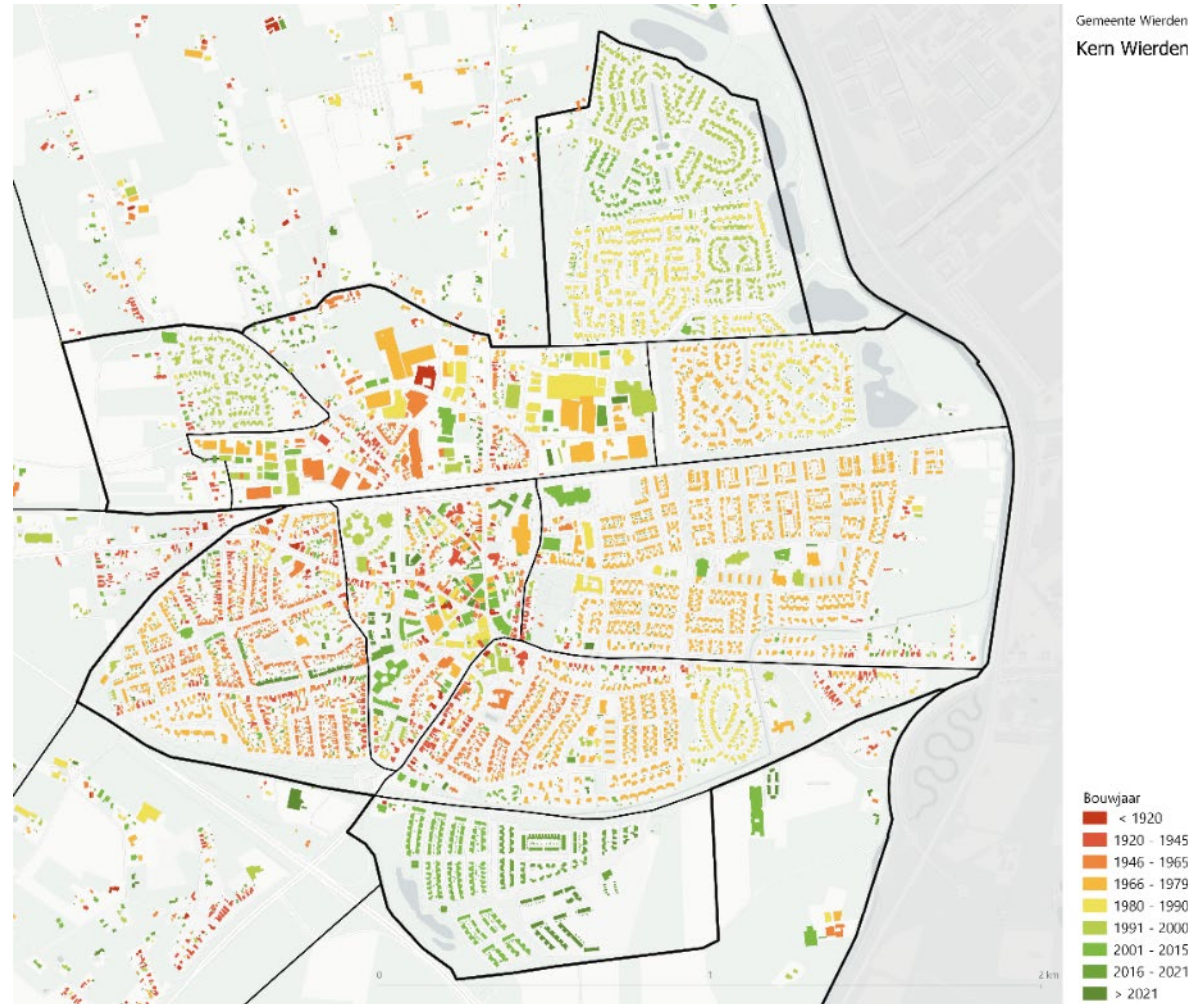 Gemeente Wierden
Kern Wierden
Bouwjaar
< 1920
1920 - 1945
1946 - 1965
1966 - 1979
1980 - 1990
1991 - 2000
2001 - 2015
2016 - 2021
> 2021
0 1 2 km